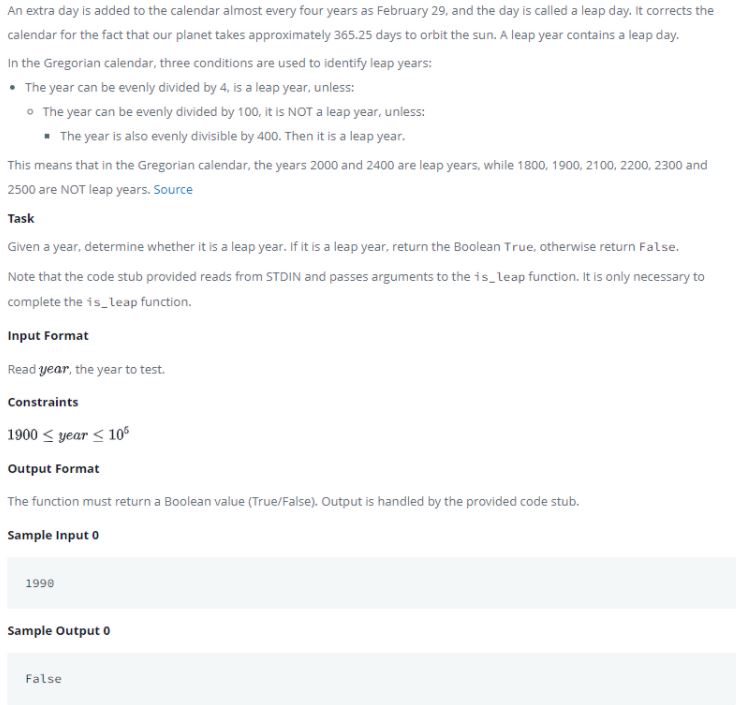 An extra day is added to the calendar almost every four years as February 29, and the day is called a leap day. It corrects the
calendar for the fact that our planet takes approximately 365.25 days to orbit the sun. A leap year contains a leap day.
In the Gregorian calendar, three conditions are used to identify leap years:
• The year can be evenly divided by 4, is a leap year, unless:
○ The year can be evenly divided by 100, it is NOT a leap year, unless:
▪ The year is also evenly divisible by 400. Then it is a leap year.
This means that in the Gregorian calendar, the years 2000 and 2400 are leap years, while 1800, 1900, 2100, 2200, 2300 and
2500 are NOT leap years. Source
Task
Given a year, determine whether it is a leap year. If it is a leap year, return the Boolean True, otherwise return False.
Note that the code stub provided reads from STDIN and passes arguments to the is_leap function. It is only necessary to
complete the is_leap function.
Input Format
Read year, the year to test.
Constraints
1900 ≤ year ≤ 10⁵
Output Format
The function must return a Boolean value (True/False). Output is handled by the provided code stub.
Sample Input 0
1990
Sample Output 0
False